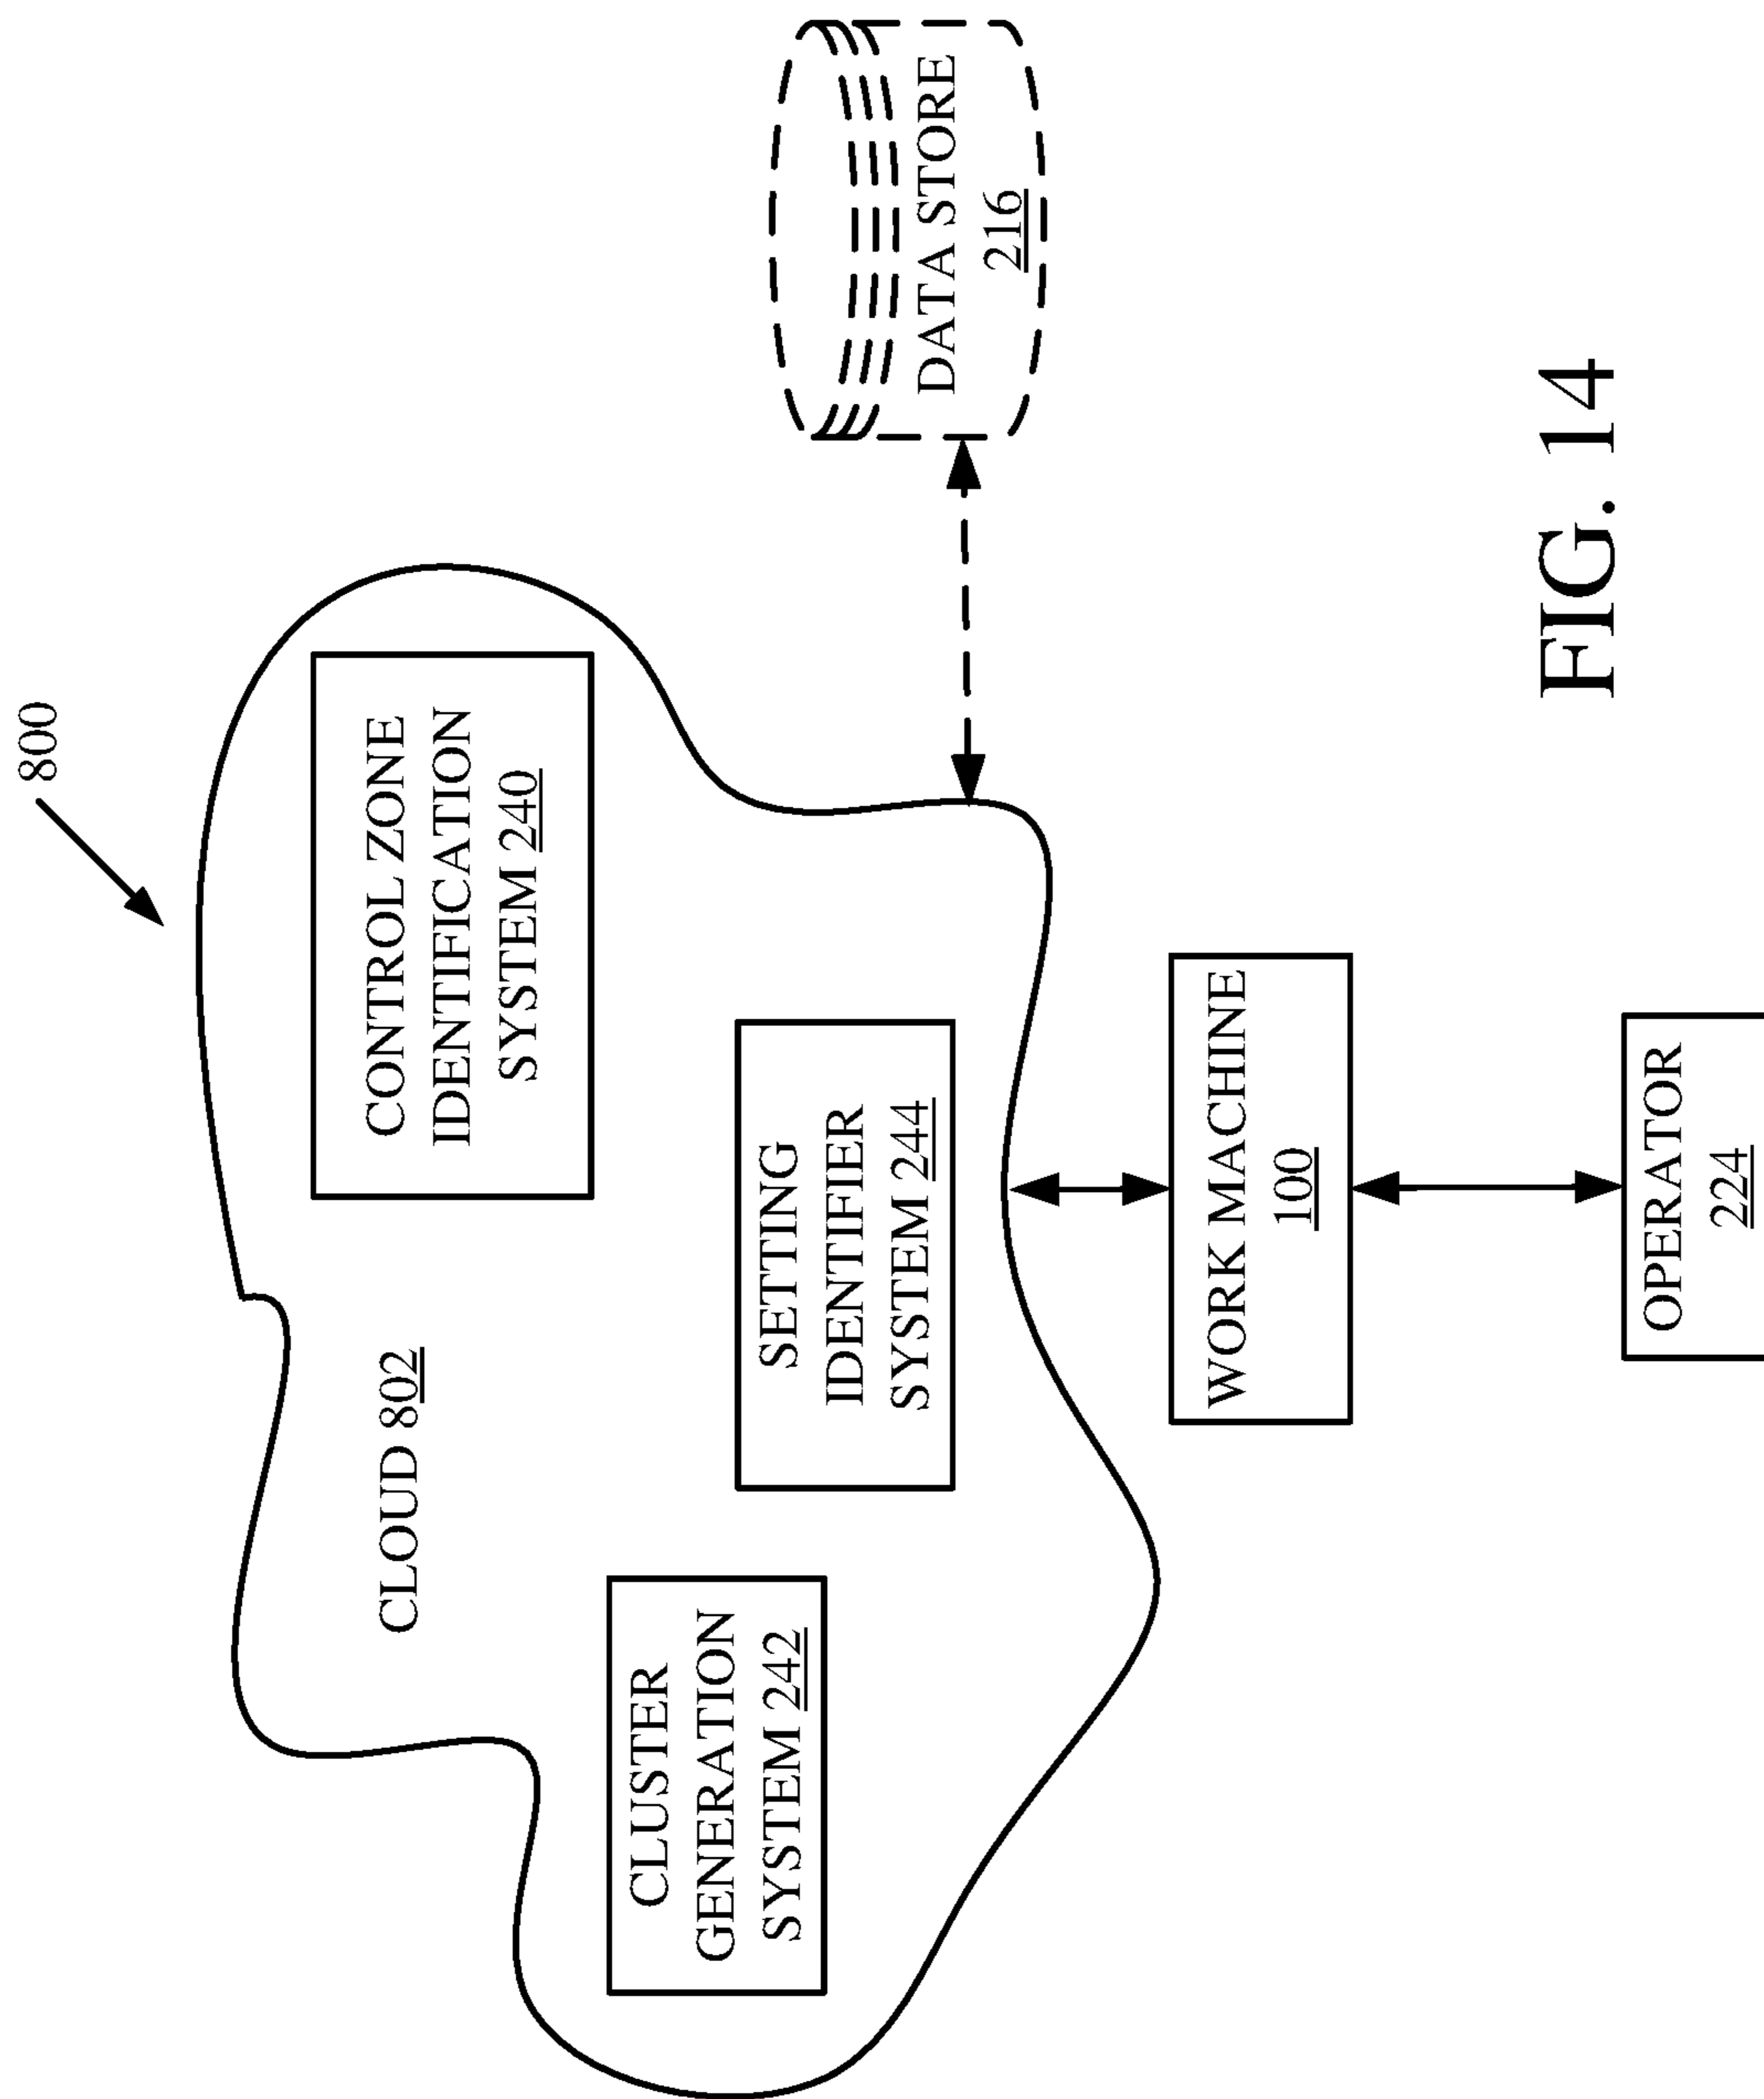 800
CLOUD 802
CONTROL ZONE
IDENTIFICATION
SYSTEM 240
CLUSTER
GENERATION
SYSTEM 242
SETTING
IDENTIFIER
SYSTEM 244
DATA STORE
216
WORK MACHINE
100
OPERATOR
224
FIG. 14